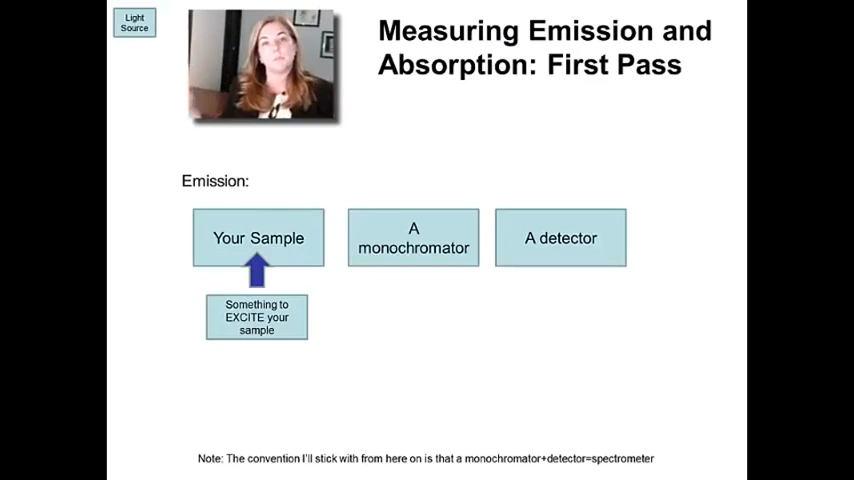 Light
Source
Measuring Emission and
Absorption: First Pass
Emission:
Your Sample
A
monochromator
A detector
Something to
EXCITE your
sample
Note: The convention I'll stick with from here on is that a monochromator+detector=spectrometer